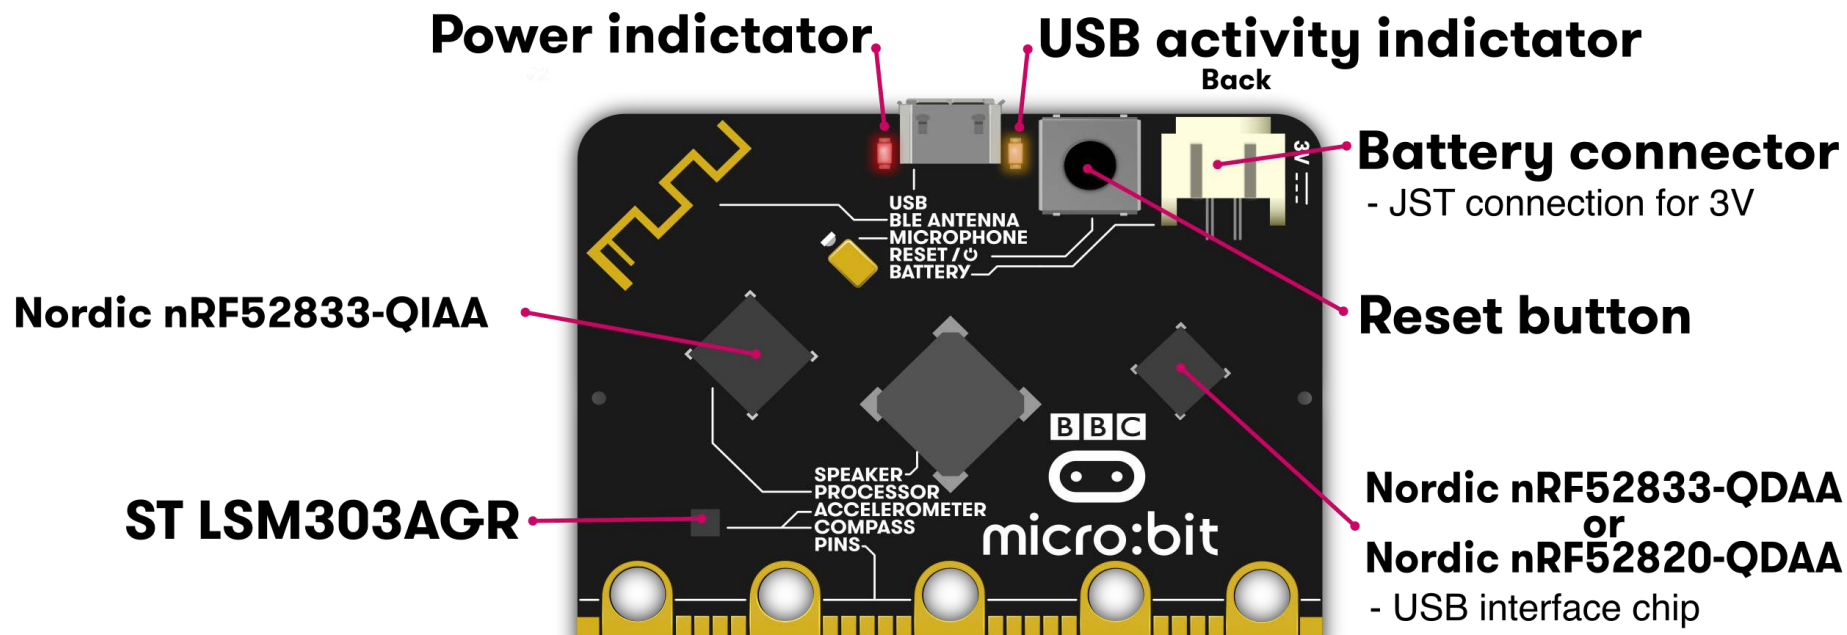 Power indictator
USB activity indictator
Back
Battery connector
- JST connection for 3V
3V
USB
BLE ANTENNA
MICROPHONE
RESET / ⏻
BATTERY
Nordic nRF52833-QIAA
Reset button
BBC
SPEAKER
PROCESSOR
ACCELEROMETER
COMPASS
PINS
ST LSM303AGR
micro:bit
Nordic nRF52833-QDAA
or
Nordic nRF52820-QDAA
- USB interface chip